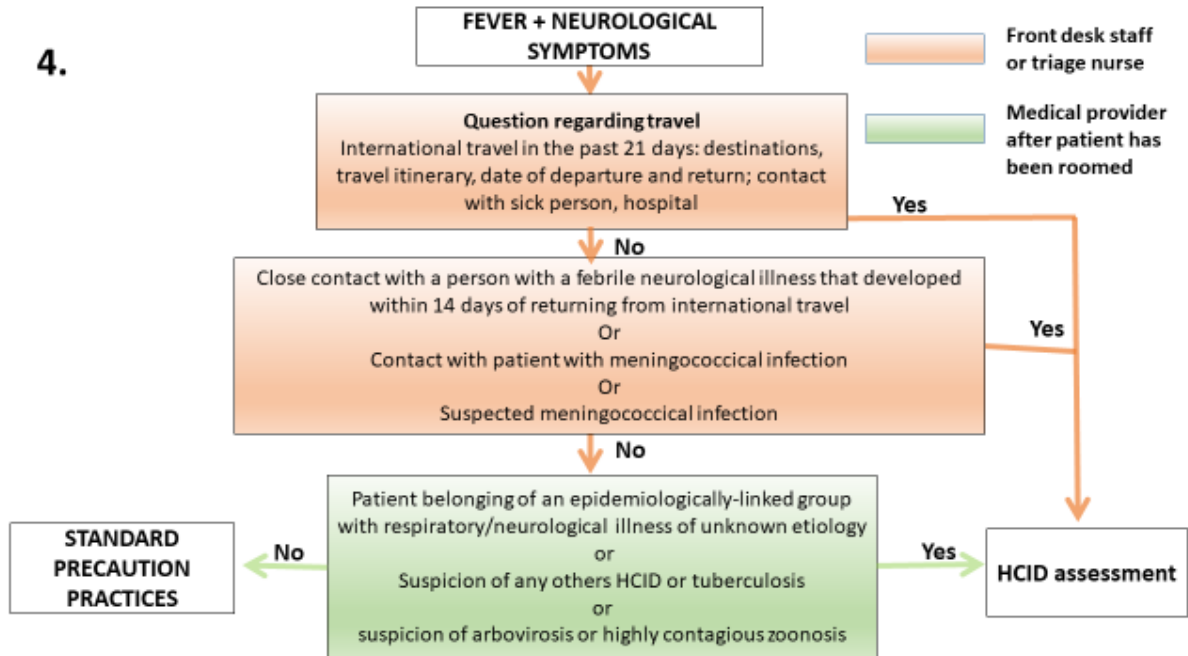 4.
FEVER + NEUROLOGICAL
SYMPTOMS
Front desk staff
or triage nurse
Medical provider
after patient has
been roomed
Question regarding travel
International travel in the past 21 days: destinations,
travel itinerary, date of departure and return; contact
with sick person, hospital
Yes
No
Close contact with a person with a febrile neurological illness that developed
within 14 days of returning from international travel
Or
Contact with patient with meningococcical infection
Or
Suspected meningococcical infection
Yes
No
Patient belonging of an epidemiologically-linked group
with respiratory/neurological illness of unknown etiology
or
Suspicion of any others HCID or tuberculosis
or
suspicion of arbovirosis or highly contagious zoonosis
No
STANDARD
PRECAUTION
PRACTICES
Yes
HCID assessment